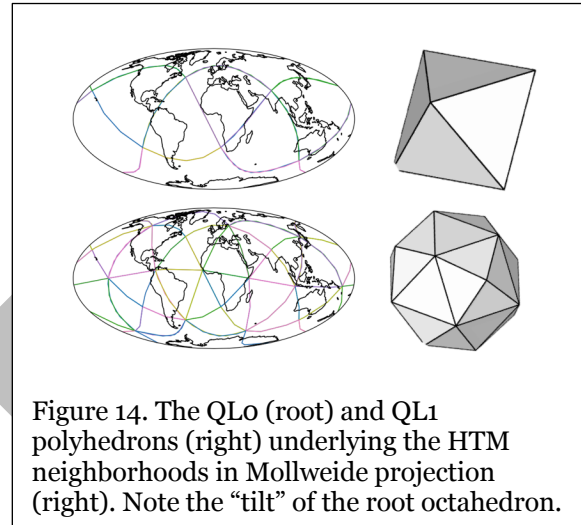 Figure 14. The QL0 (root) and QL1
polyhedrons (right) underlying the HTM
neighborhoods in Mollweide projection
(right). Note the “tilt” of the root octahedron.